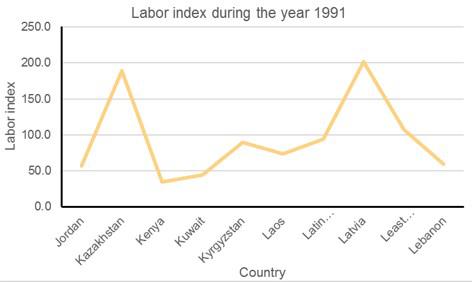 Labor index during the year 1991
250.0
200.0
150.0
100.0
50.0
0.0
Labor index
Jordan
Kazakhstan
Kenya
Kuwait
Kyrgyzstan
Laos
Latin...
Latvia
Least...
Lebanon
Country